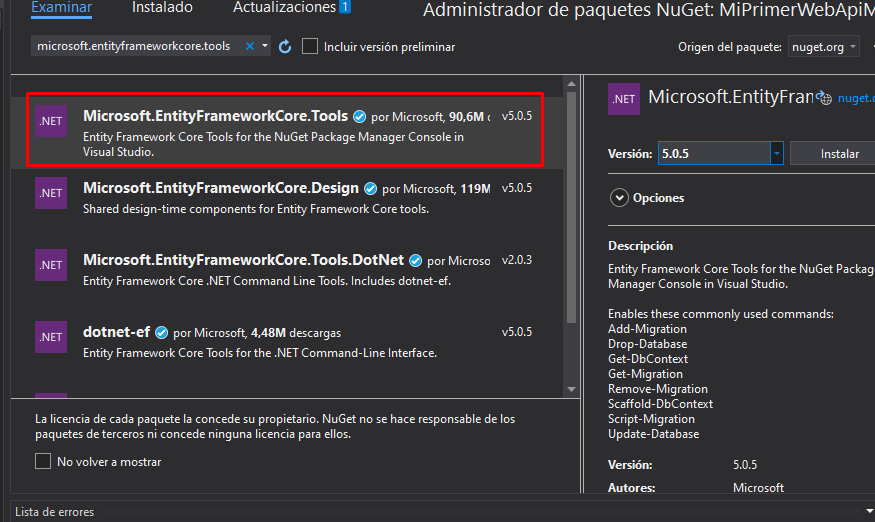 Examinar Instalado Actualizaciones 1 Administrador de paquetes NuGet: MiPrimerWebApiM
microsoft.entityframeworkcore.tools Incluir versión preliminar Origen del paquete: nuget.org
.NET Microsoft.EntityFrameworkCore.Tools por Microsoft, 90,6M v5.0.5
Entity Framework Core Tools for the NuGet Package Manager Console in
Visual Studio.
.NET Microsoft.EntityFrameworkCore.Design por Microsoft, 119M v5.0.5
Shared design-time components for Entity Framework Core tools.
.NET Microsoft.EntityFrameworkCore.Tools.DotNet por Microso v2.0.3
Entity Framework Core .NET Command Line Tools. Includes dotnet-ef.
.NET dotnet-ef por Microsoft, 4,48M descargas v5.0.5
Entity Framework Core Tools for the .NET Command-Line Interface.
La licencia de cada paquete la concede su propietario. NuGet no se hace responsable de los
paquetes de terceros ni concede ninguna licencia para ellos.
No volver a mostrar
.NET Microsoft.EntityFram nuget.o
Versión: 5.0.5 Instalar
Opciones
Descripción
Entity Framework Core Tools for the NuGet Package
Manager Console in Visual Studio.
Enables these commonly used commands:
Add-Migration
Drop-Database
Get-DbContext
Get-Migration
Remove-Migration
Scaffold-DbContext
Script-Migration
Update-Database
Versión: 5.0.5
Autores: Microsoft
Lista de errores